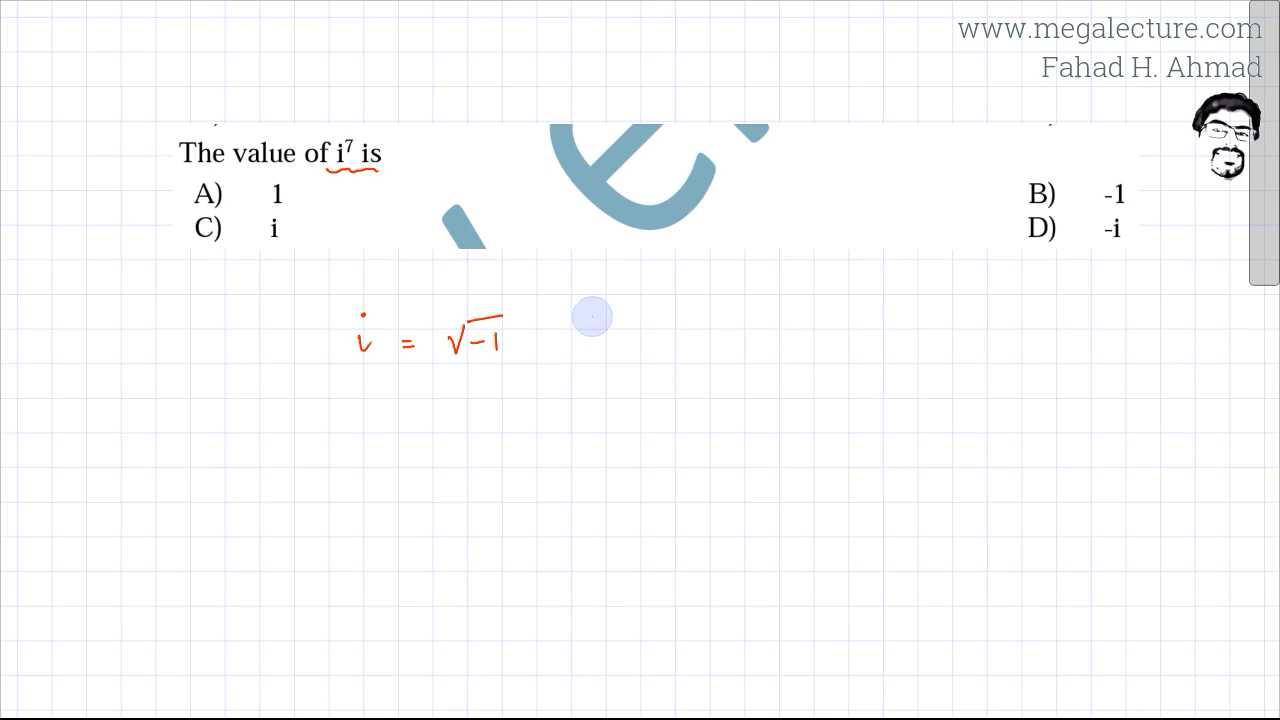 www.megalecture.com
Fahad H. Ahmad
The value of i⁷ is
A) 1 B) -1
C) i D) -i
i = √-1